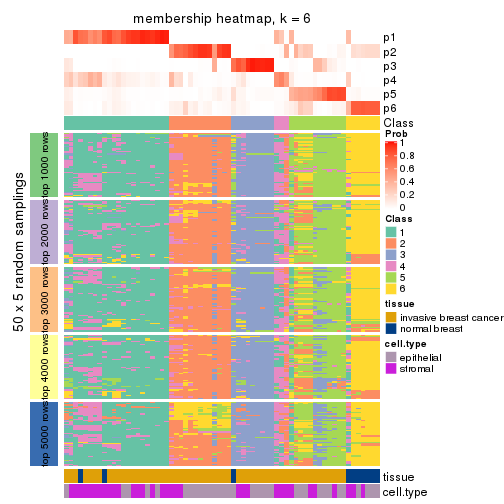 membership heatmap, k = 6
p1
p2
p3
p4
p5
p6
Class
50 x 5 random samplings
top 1000 rows
top 2000 rows
top 3000 rows
top 4000 rows
top 5000 rows
Prob
1
0.8
0.6
0.4
0.2
0
Class
1
2
3
4
5
6
tissue
invasive breast cancer
normal breast
cell.type
epithelial
stromal
tissue
cell.type